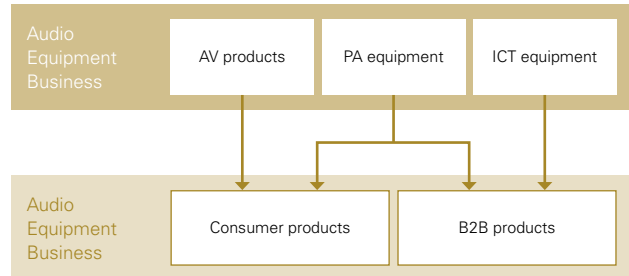 Audio
Equipment
Business
AV products
PA equipment
ICT equipment
Audio
Equipment
Business
Consumer products
B2B products